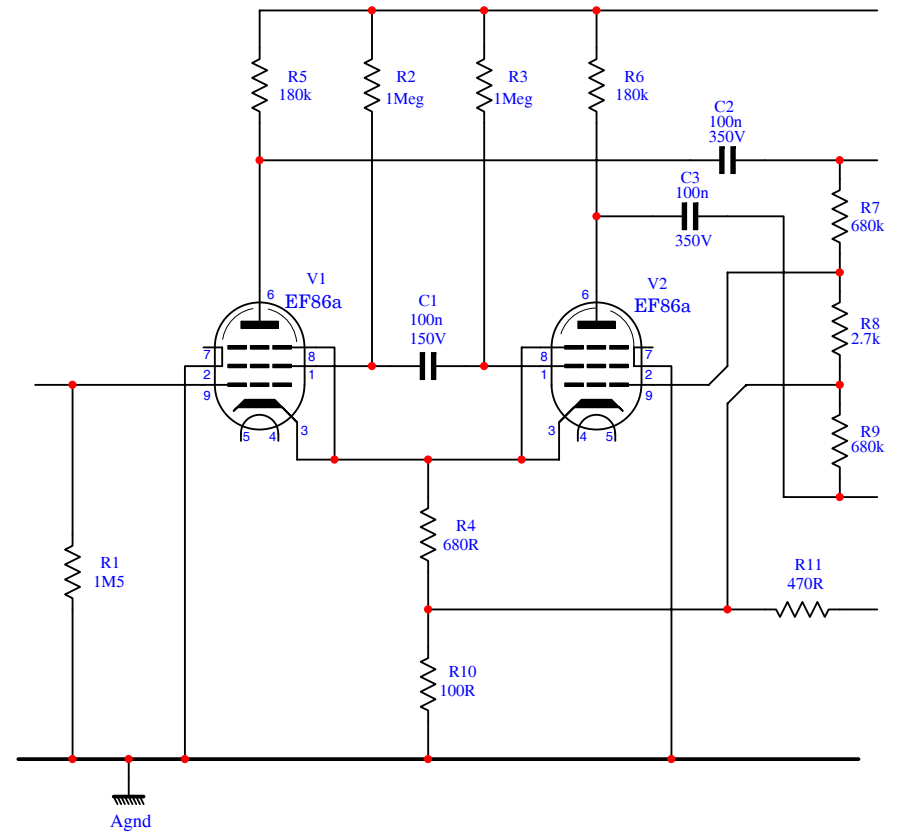 R5
180k
R2
1Meg
R3
1Meg
R6
180k
C2
100n
350V
C3
100n
350V
R7
680k
V1
EF86a
6
C1
100n
150V
V2
EF86a
6
R8
2.7k
7
8
2
1
9
5
4
3
8
7
1
2
9
3
4
5
R9
680k
R4
680R
R1
1M5
R11
470R
R10
100R
Agnd